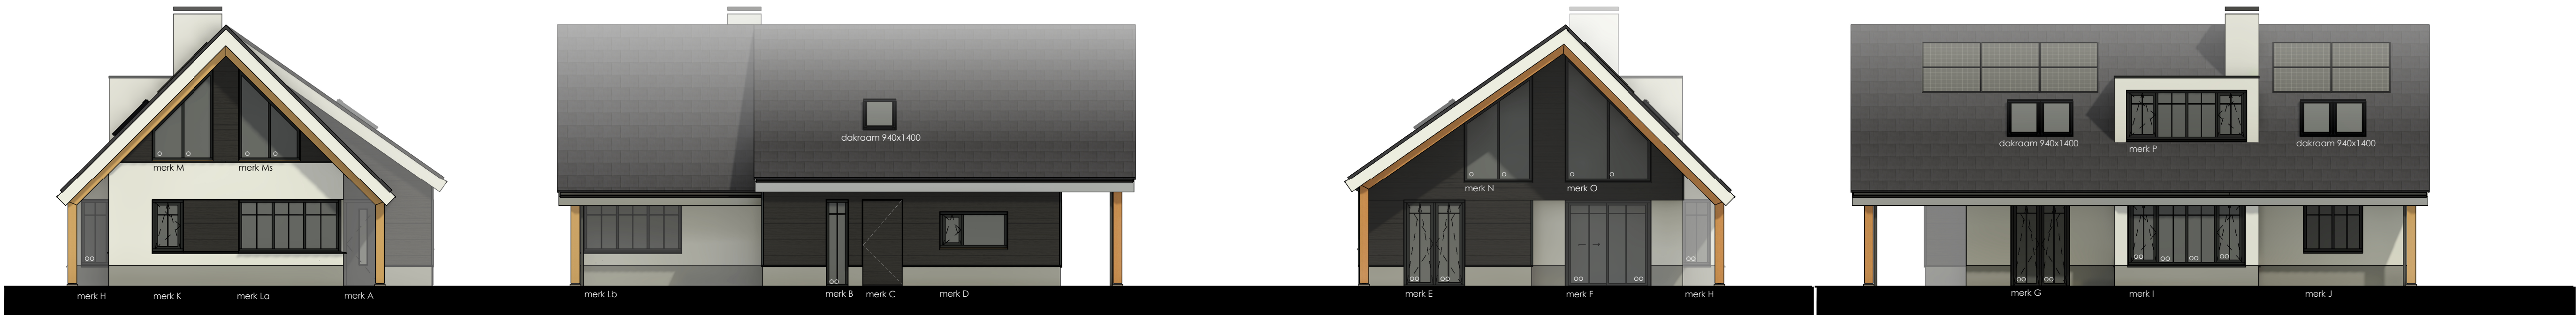 merk M
merk Ms
merk H
merk K
merk La
merk A
dakraam 940x1400
merk Lb
merk B
merk C
merk D
merk N
merk O
merk E
merk F
merk H
dakraam 940x1400
merk P
dakraam 940x1400
merk G
merk I
merk J